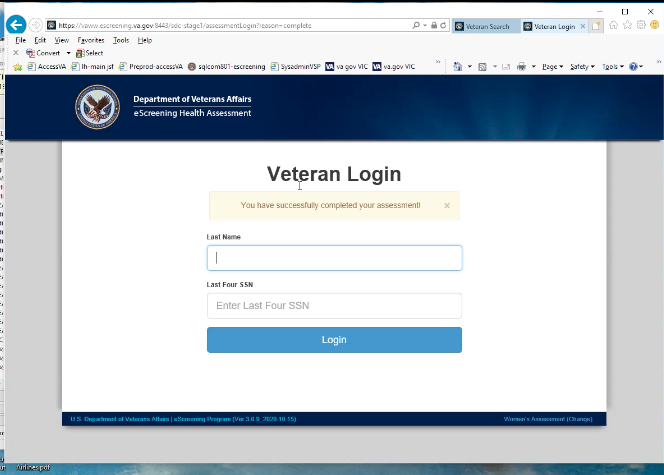 https://vaww.escreening.va.gov:8443/sdc-stage1/assessmentLogin?reason=complete
Veteran Search
Veteran Login
File Edit View Favorites Tools Help
Convert Select
AccessVA lh-main jsf Preprod-accessVA sqlcom801-escreening SysadminVSP va gov VIC va.gov VIC
Page Safety Tools
Department of Veterans Affairs
eScreening Health Assessment
Veteran Login
You have successfully completed your assessment!
Last Name
Last Four SSN
Enter Last Four SSN
Login
U.S. Department of Veterans Affairs | eScreening Program (Ver 3.0.9_2020.10.15)
Women's Assessment (Change)
Airlines.pdf